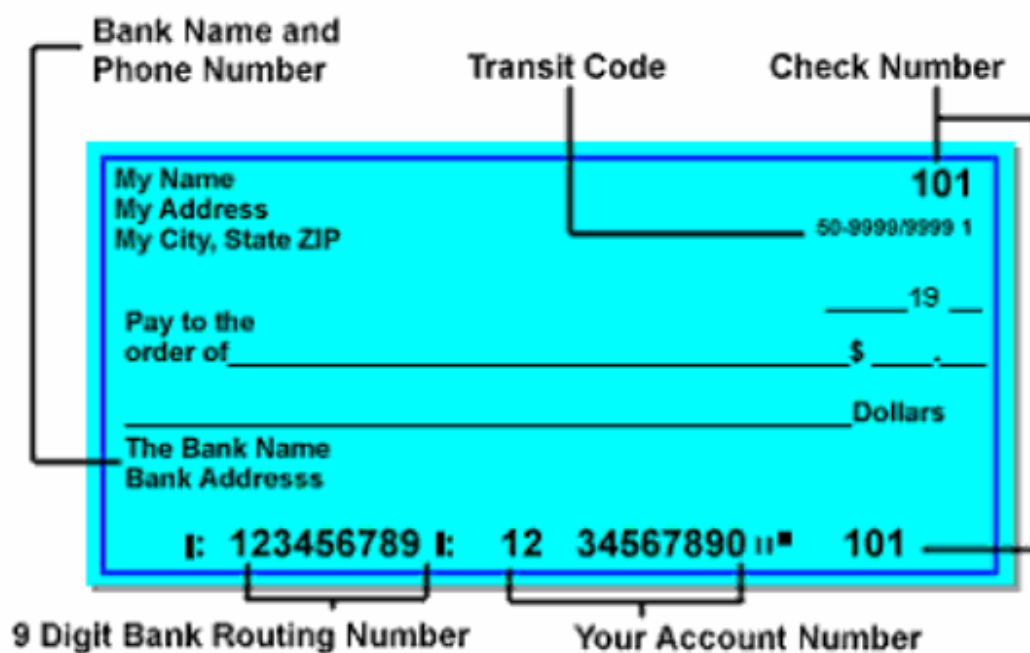 Bank Name and
Phone Number
Transit Code
Check Number
My Name
101
My Address
50-9999/9999 1
My City, State ZIP
19
Pay to the
order of $ .
Dollars
The Bank Name
Bank Addresss
⑆ 123456789 ⑆ 12 34567890 ⑈ 101
9 Digit Bank Routing Number
Your Account Number